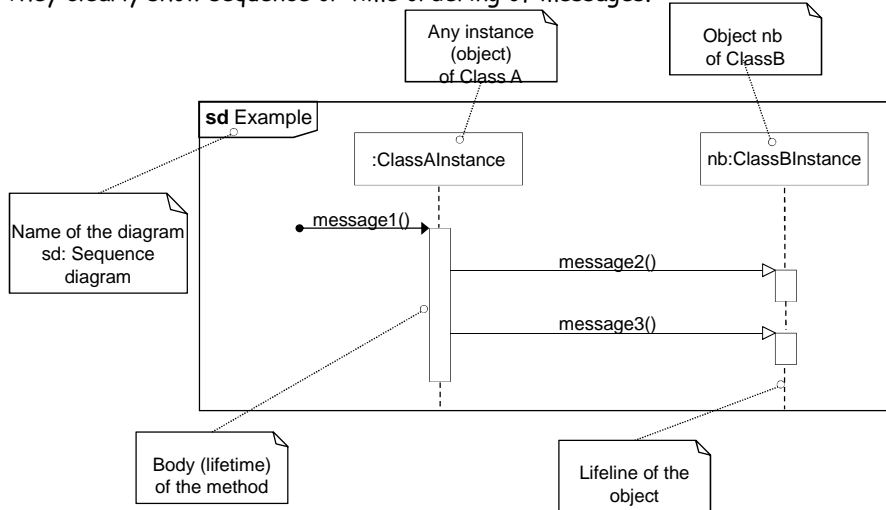 They clearly show sequence or time ordering of messages.
Any instance
(object)
of Class A
Object nb
of ClassB
sd Example
:ClassAInstance
nb:ClassBInstance
Name of the diagram
sd: Sequence
diagram
message1()
message2()
message3()
Body (lifetime)
of the method
Lifeline of the
object